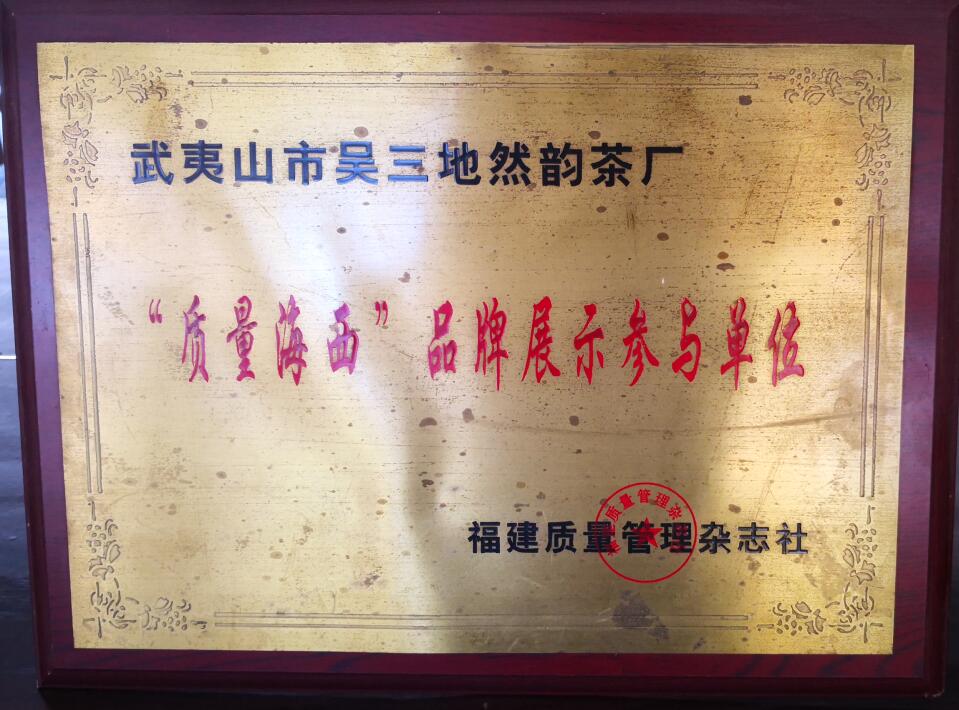 武夷山市吴三地然韵茶厂
“质量海西”品牌展示参与单位
福建质量管理杂志社